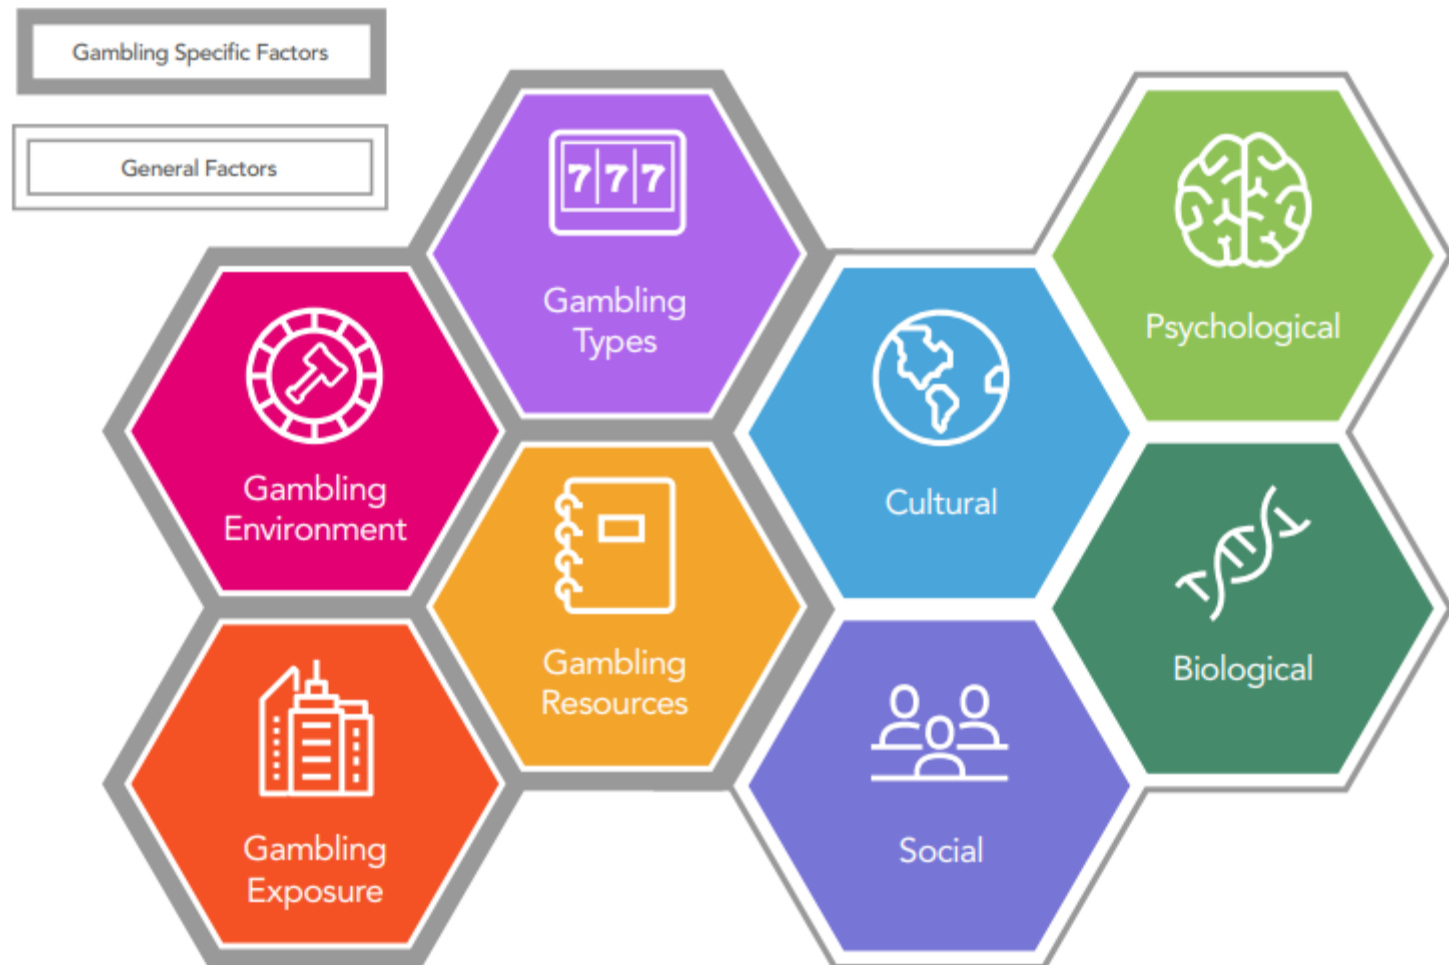 Gambling Specific Factors
General Factors
777
Gambling
Types
Psychological
Gambling
Environment
Cultural
Gambling
Resources
Biological
Gambling
Exposure
Social